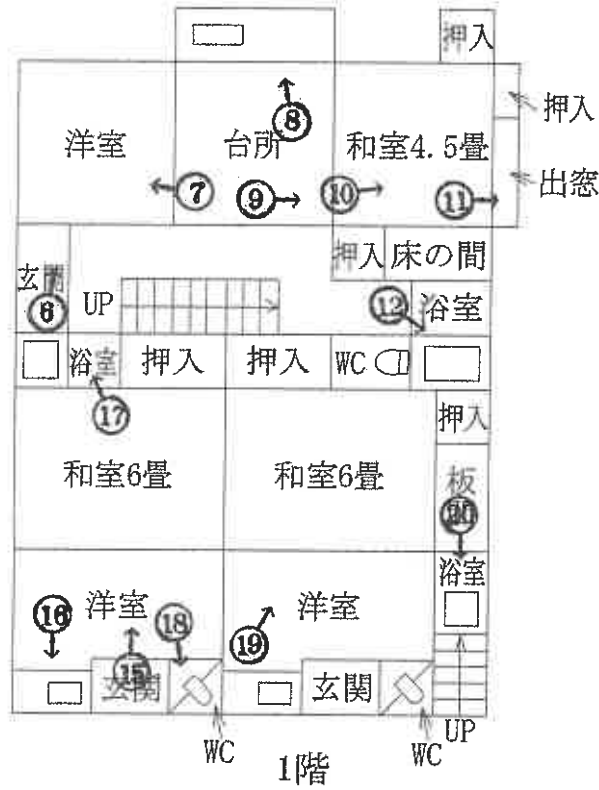 押入
洋室
台所
和室4.5畳
押入
出窓
⑧
⑦
⑨
⑩
⑪
玄関
⑥
UP
押入
床の間
⑫
浴室
浴室
押入
押入
WC
⑰
押入
和室6畳
和室6畳
板
浴室
⑯
洋室
⑱
⑮
⑲
洋室
玄関
玄関
WC
WC
UP
1階